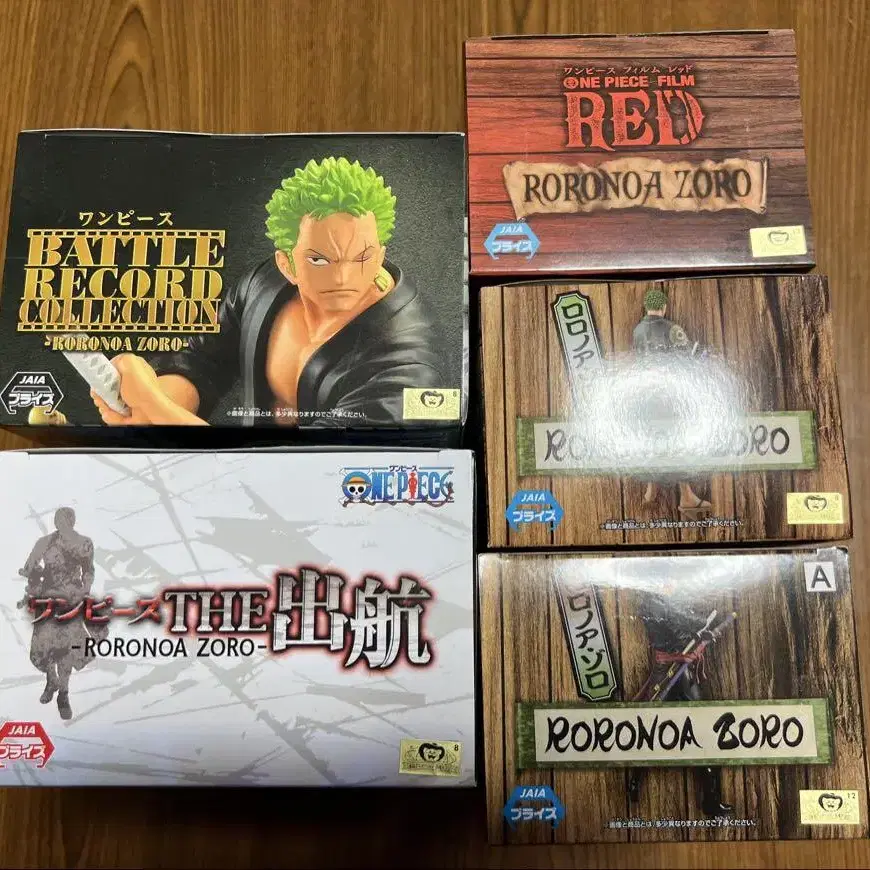 ワンピース
BATTLE
RECORD
COLLECTION
-RORONOA ZORO-
JAIA
プライズ
※画像と商品とは、多少異なりますのでご了承ください。
8
ワンピース
ONE PIECE
ワンピース THE 出航
-RORONOA ZORO-
JAIA
プライズ
8
ワンピース フィルム レッド
ONE PIECE FILM
RED
RORONOA ZORO
JAIA
プライズ
ロロノア
RORONOA ZORO
JAIA
プライズ
※画像と商品とは、多少異なりますのでご了承ください。
8
A
ロロノア・ゾロ
RORONOA ZORO
JAIA
プライズ
※画像と商品とは、多少異なりますのでご了承ください。
12